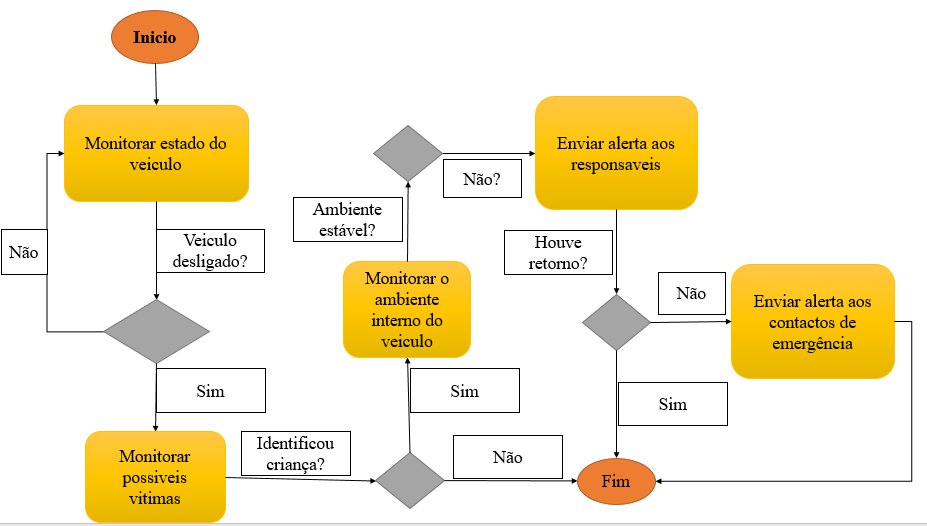 Inicio
Monitorar estado do
veiculo
Não
Veiculo
desligado?
Sim
Monitorar
possiveis
vitimas
Identificou
criança?
Não
Sim
Monitorar o
ambiente
interno do
veiculo
Ambiente
estável?
Não?
Enviar alerta aos
responsaveis
Houve
retorno?
Não
Enviar alerta aos
contactos de
emergência
Sim
Fim